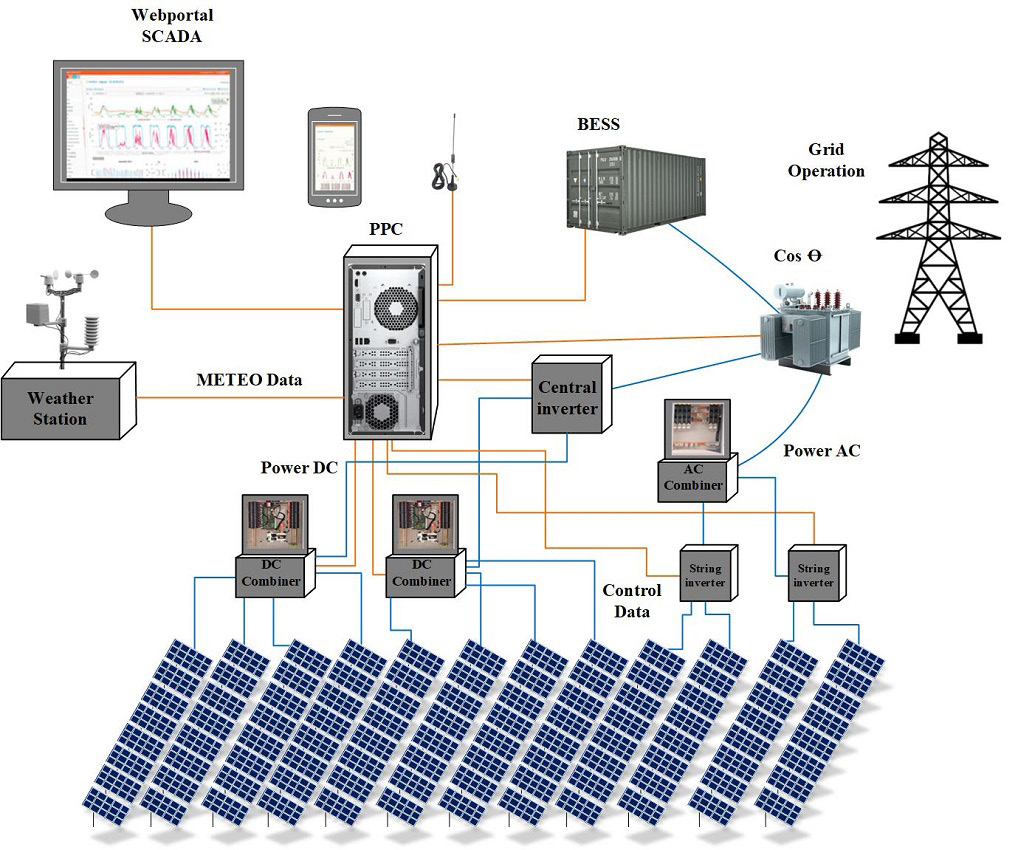 Webportal
SCADA
BESS
Grid
Operation
PPC
Cos ϴ
Weather
Station
METEO Data
Central
inverter
Power DC
Power AC
AC
Combiner
DC
Combiner
DC
Combiner
String
inverter
String
inverter
Control
Data